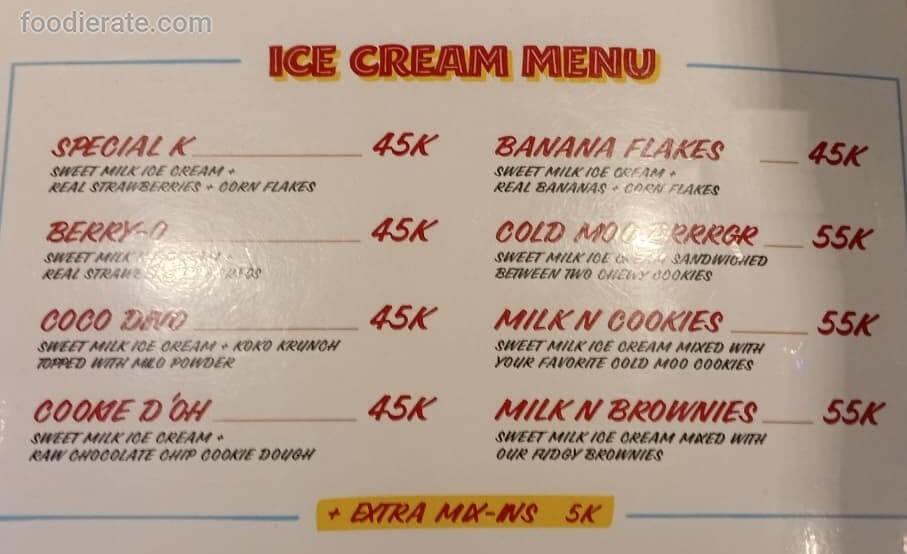 foodierate.com
ICE CREAM MENU
SPECIAL K 45K
SWEET MILK ICE CREAM +
REAL STRAWBERRIES + CORN FLAKES
BERRY-O 45K
SWEET MILK CREAM +
REAL
COCO DINO 45K
SWEET MILK ICE CREAM + KOKO KRUNCH
TOPPED WITH MILO POWDER
COOKIE D'OH 45K
SWEET MILK ICE CREAM +
RAW CHOCOLATE CHIP COOKIE DOUGH
BANANA FLAKES 45K
SWEET MILK ICE CREAM +
REAL BANANAS + CORN FLAKES
COLD MOO BRRRGR 55K
SWEET MILK ICE CREAM SANDWICHED
BETWEEN TWO CHEWY COOKIES
MILK N COOKIES 55K
SWEET MILK ICE CREAM MIXED WITH
YOUR FAVORITE COLD MOO COOKIES
MILK N BROWNIES 55K
SWEET MILK ICE CREAM MIXED WITH
OUR FUDGY BROWNIES
+ EXTRA MIX-INS 5K